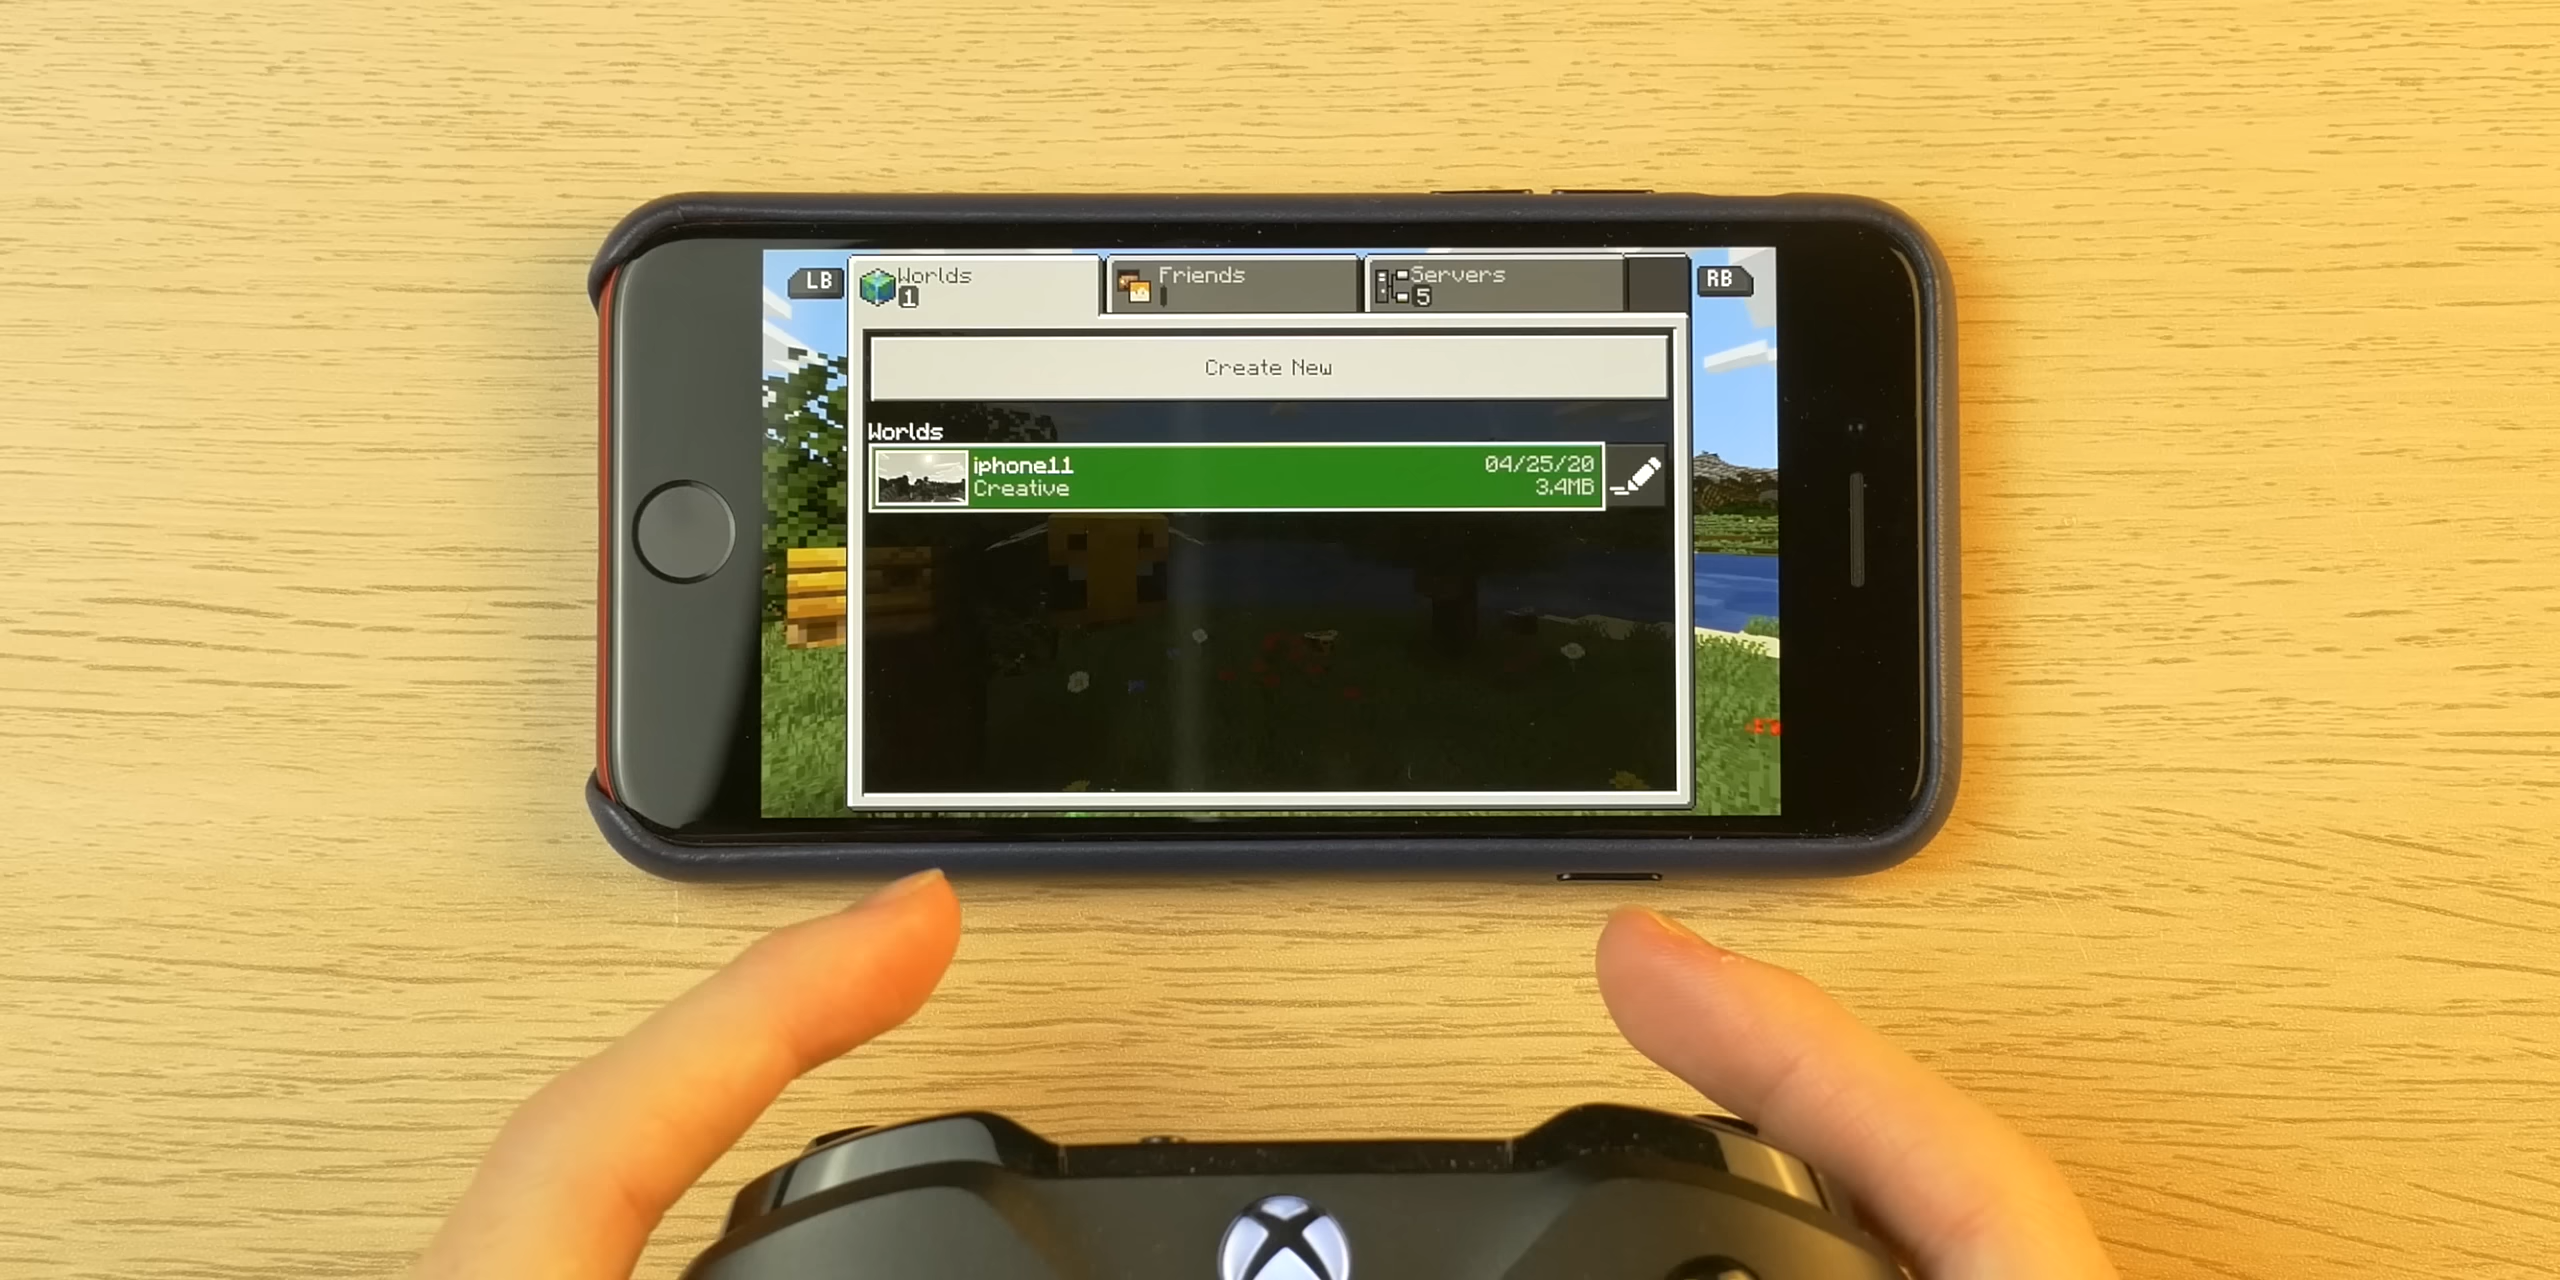 LB
Worlds
1
Friends
Servers
5
RB
Create New
Worlds
iphone11
04/25/20
Creative
3.4MB